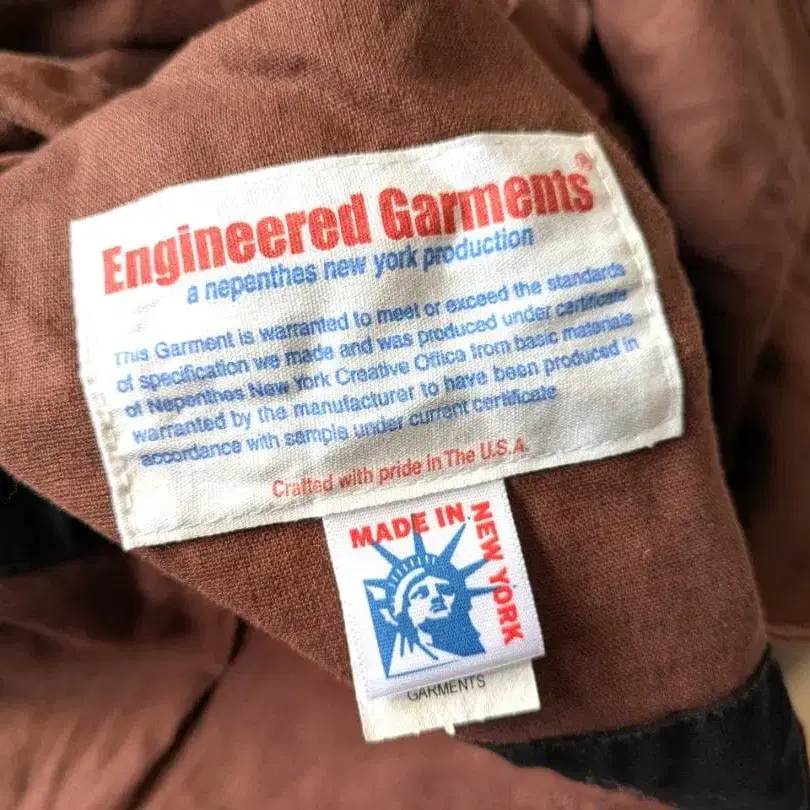 Engineered Garments®
a nepenthes new york production
This Garment is warranted to meet or exceed the standards
of specification we made and was produced under certificate
of Nepenthes New York Creative Office from basic materials
warranted by the manufacturer to have been produced in
accordance with sample under current certificate
Crafted with pride in The U.S.A.
MADE IN
NEW YORK
GARMENTS